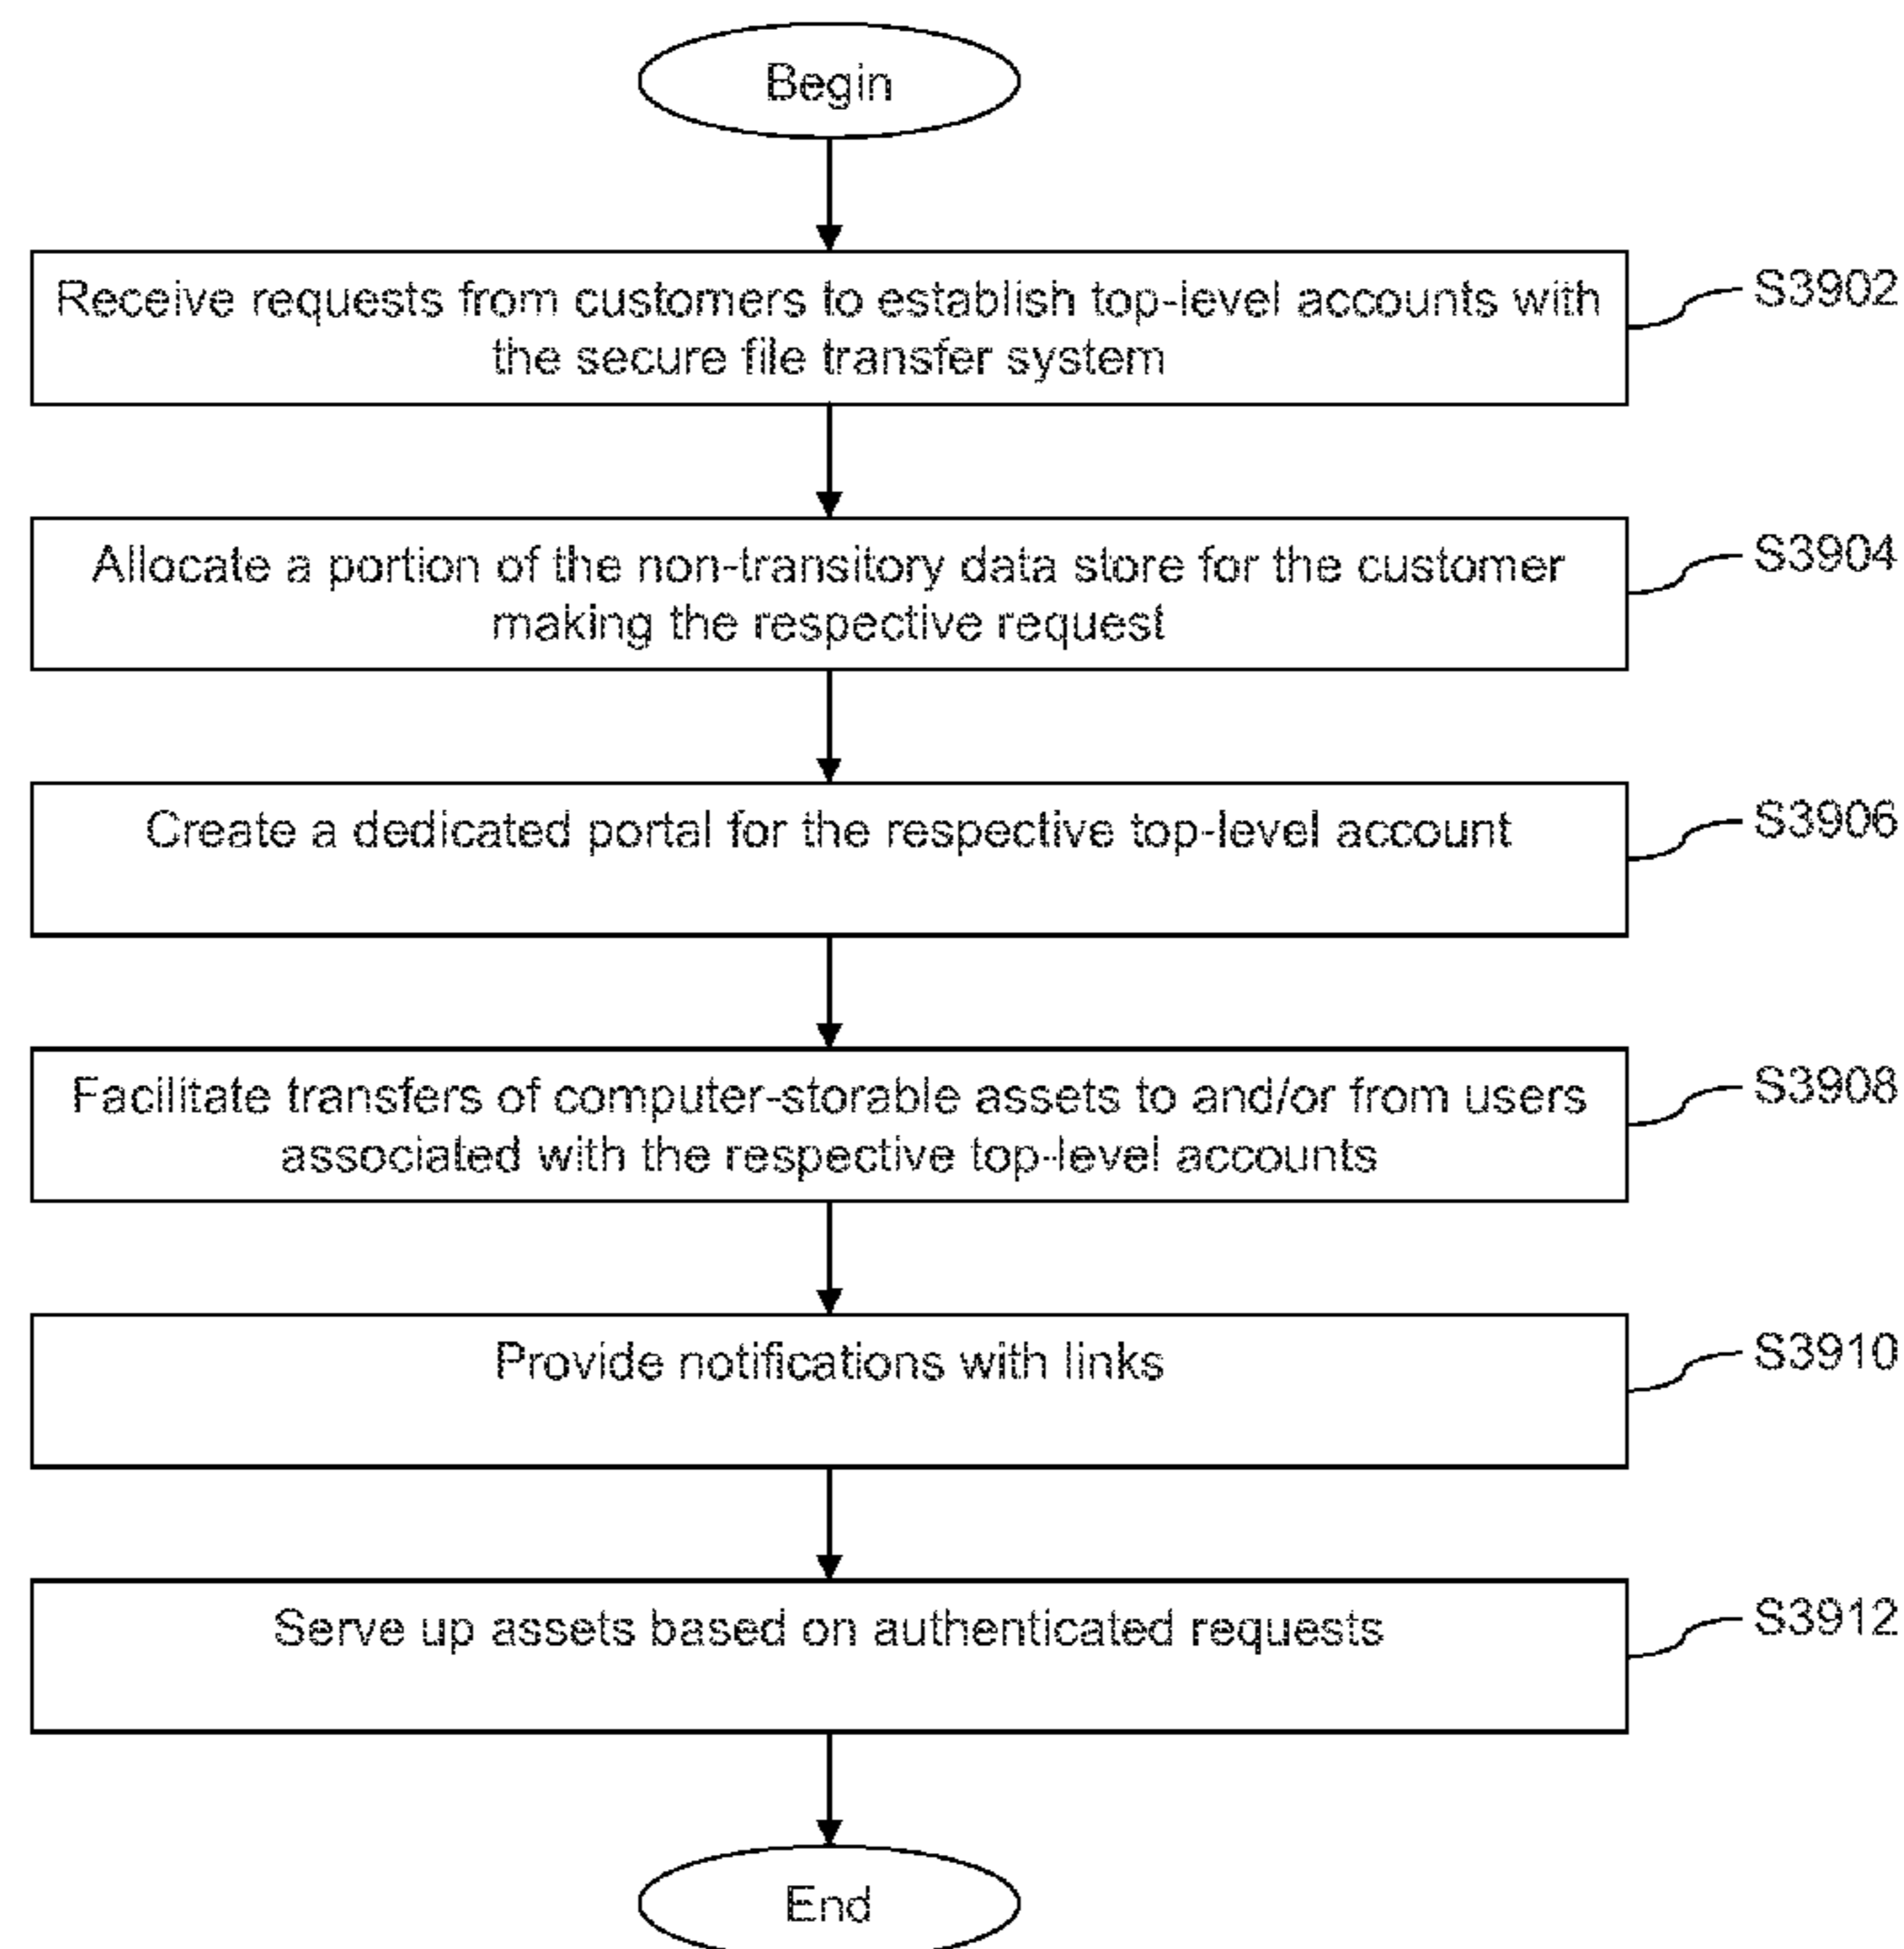 Begin
Receive requests from customers to establish top-level accounts with
the secure file transfer system
S3902
Allocate a portion of the non-transitory data store for the customer
making the respective request
S3904
Create a dedicated portal for the respective top-level account
S3906
Facilitate transfers of computer-storable assets to and/or from users
associated with the respective top-level accounts
S3908
Provide notifications with links
S3910
Serve up assets based on authenticated requests
S3912
End